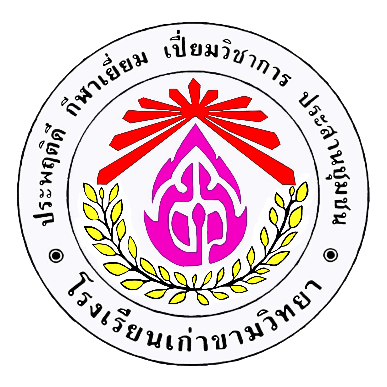 ประพฤติดี กีฬาเยี่ยม เปี่ยมวิชาการ ประสานชุมชน
โรงเรียนเก่าขามวิทยา